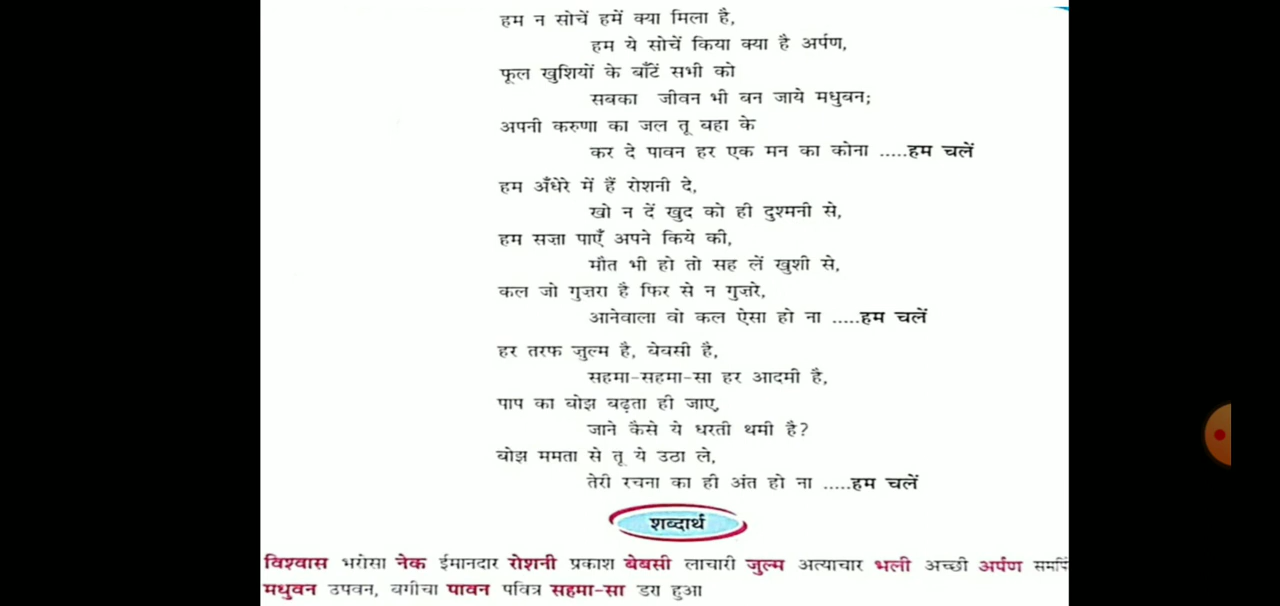 हम न सोचें हमें क्या मिला है,
हम ये सोचें किया क्या है अर्पण,
फूल खुशियों के बाँटें सभी को
सबका जीवन भी बन जाये मधुबन;
अपनी करुणा का जल तू बहा के
कर दे पावन हर एक मन का कोना .....हम चलें
हम अँधेरे में हैं रोशनी दे,
खो न दें खुद को ही दुश्मनी से,
हम सज़ा पाएँ अपने किये की,
मौत भी हो तो सह लें खुशी से,
कल जो गुज़रा है फिर से न गुज़रे,
आनेवाला वो कल ऐसा हो ना .....हम चलें
हर तरफ ज़ुल्म है, बेबसी है,
सहमा-सहमा-सा हर आदमी है,
पाप का बोझ बढ़ता ही जाए,
जाने कैसे ये धरती थमी है?
बोझ ममता से तू ये उठा ले,
तेरी रचना का ही अंत हो ना .....हम चलें
शब्दार्थ
विश्वास भरोसा नेक ईमानदार रोशनी प्रकाश बेबसी लाचारी जुल्म अत्याचार भली अच्छी अर्पण
मधुवन उपवन, बगीचा पावन पवित्र सहमा-सा डरा हुआ